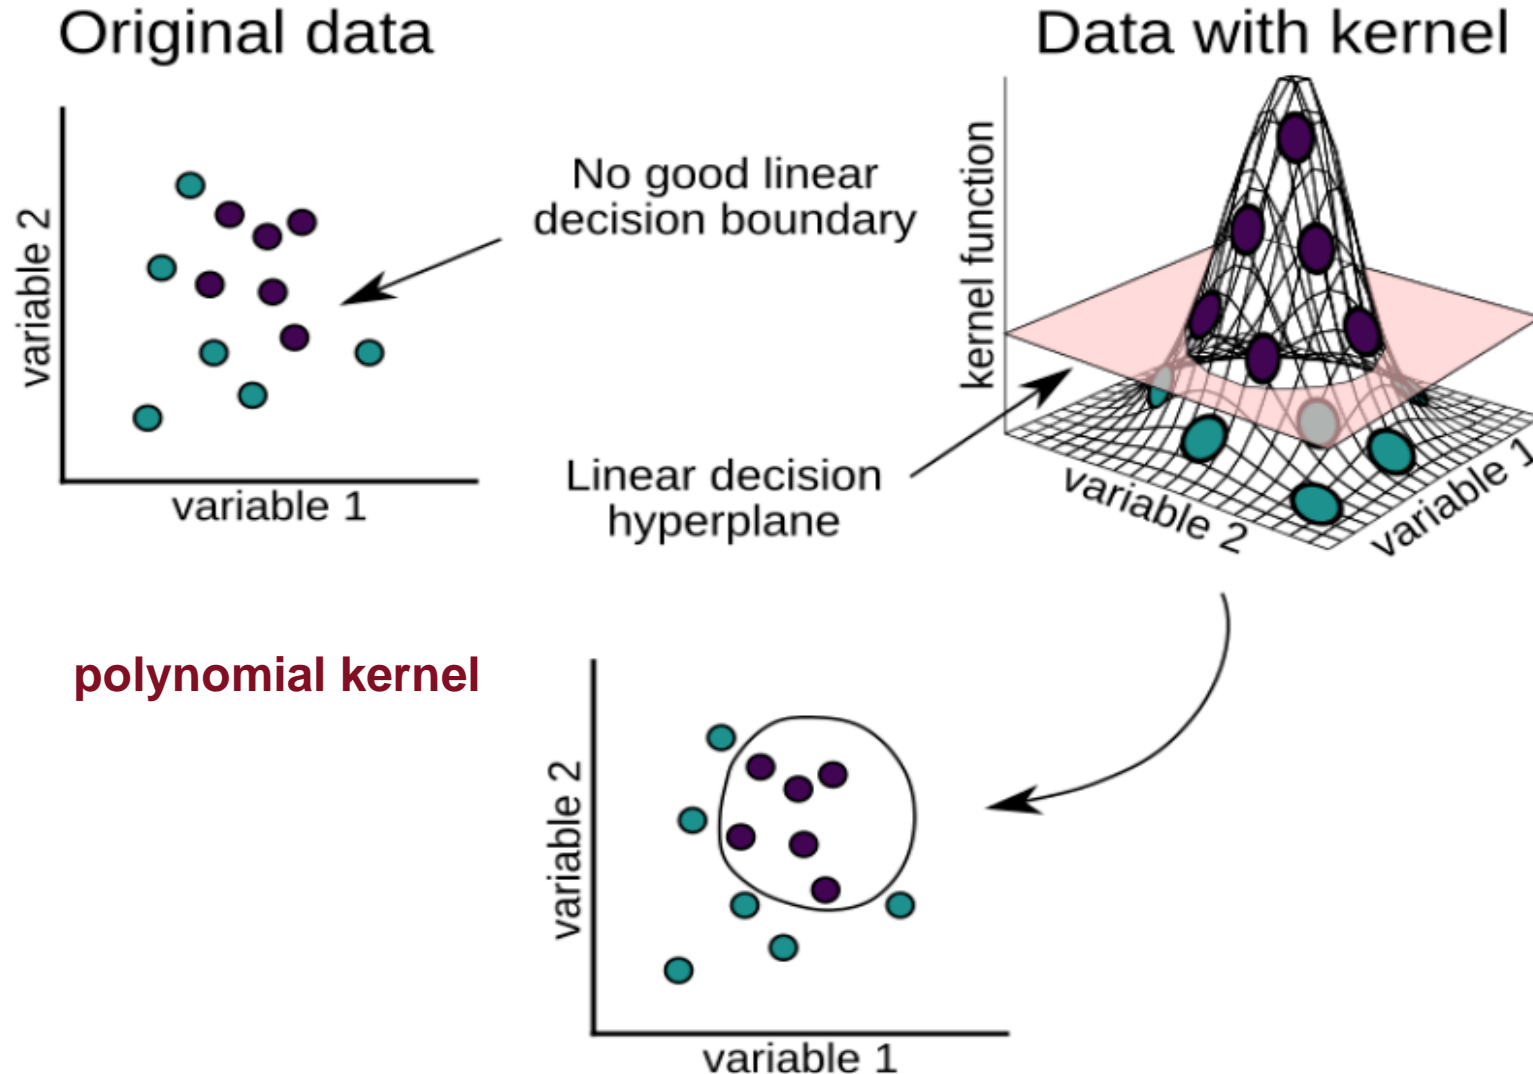 Original data
Data with kernel
variable 2
variable 1
No good linear
decision boundary
kernel function
Linear decision
hyperplane
variable 2
variable 1
polynomial kernel
variable 2
variable 1